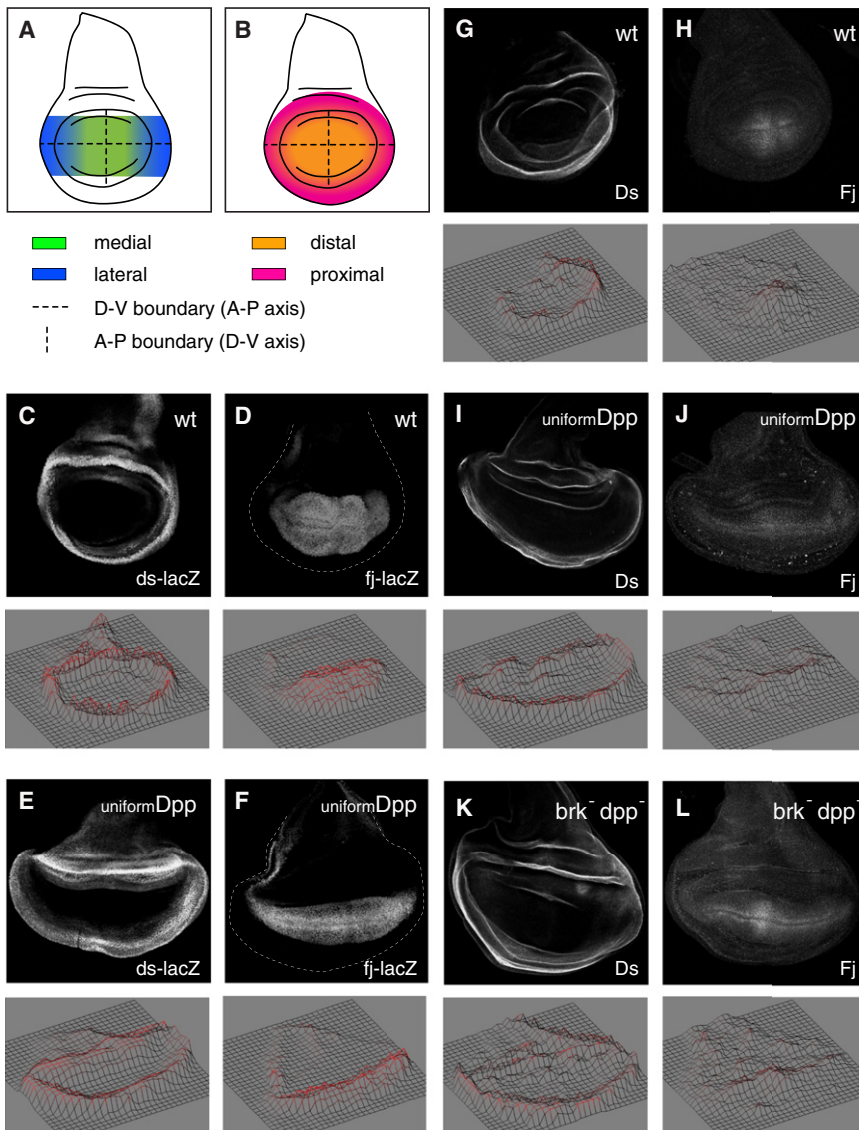 A
B
medial
distal
lateral
proximal
D-V boundary (A-P axis)
A-P boundary (D-V axis)
G wt
Ds
H wt
Fj
C wt
ds-lacZ
D wt
fj-lacZ
I uniformDpp
Ds
J uniformDpp
Fj
E uniformDpp
ds-lacZ
F uniformDpp
fj-lacZ
K brk⁻ dpp⁻
Ds
L brk⁻ dpp⁻
Fj